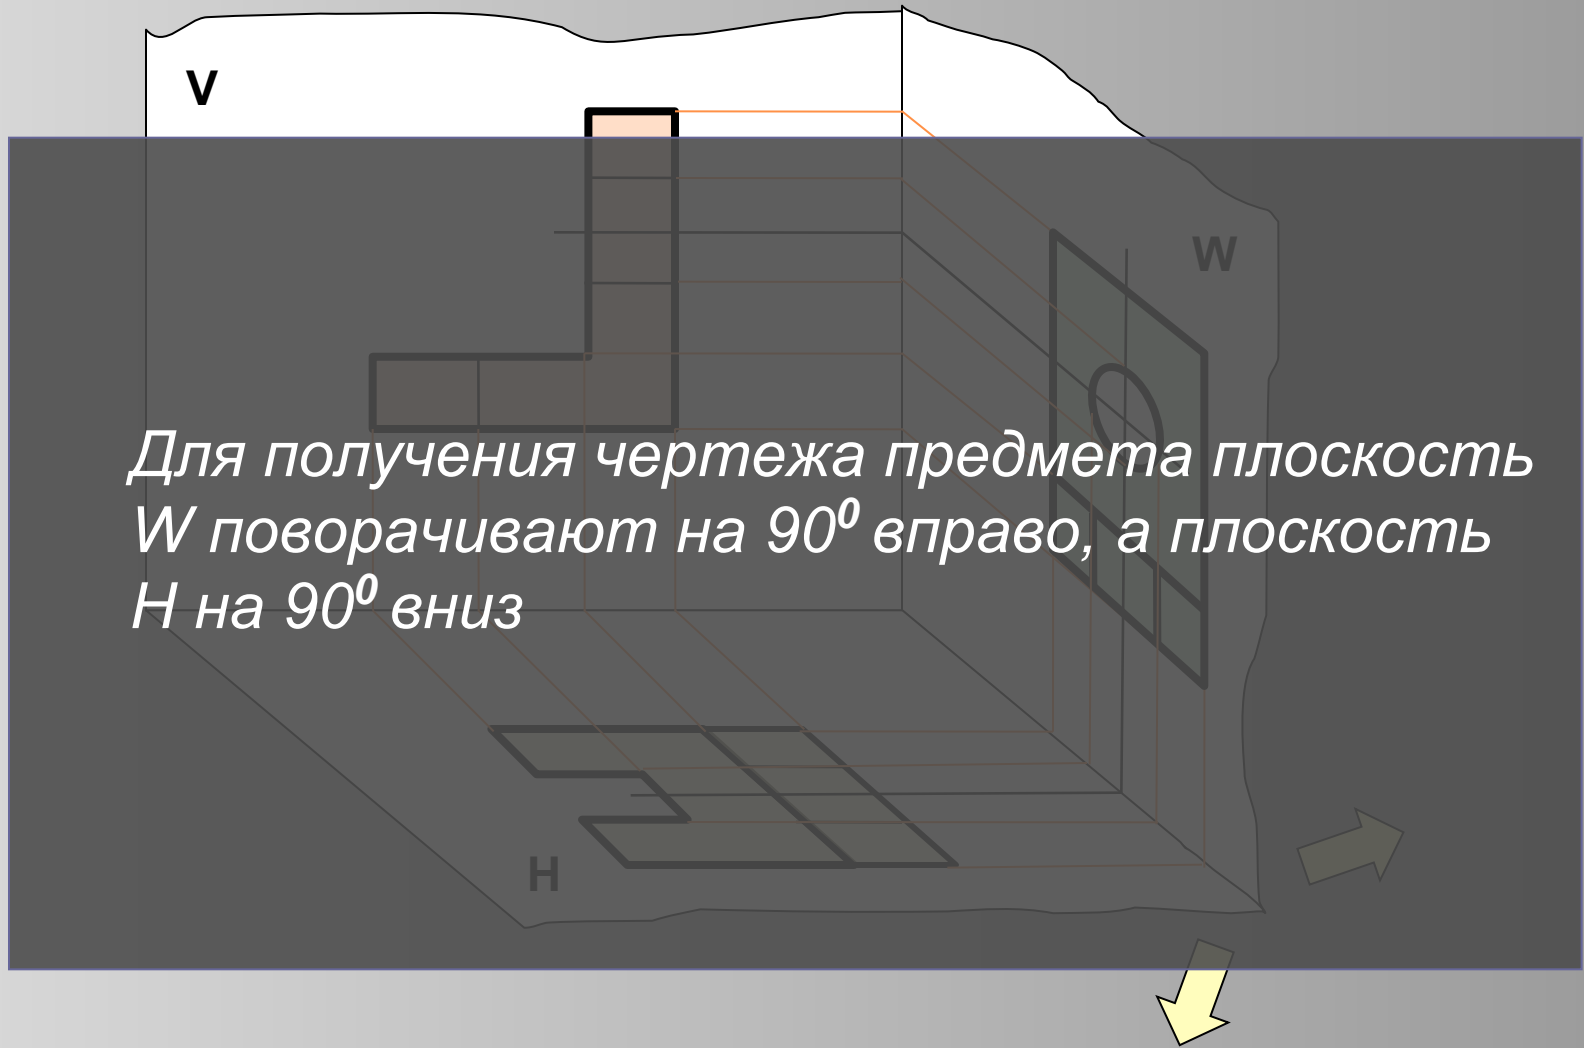 V
W
Для получения чертежа предмета плоскость
W поворачивают на 90⁰ вправо, а плоскость
Н на 90⁰ вниз
H